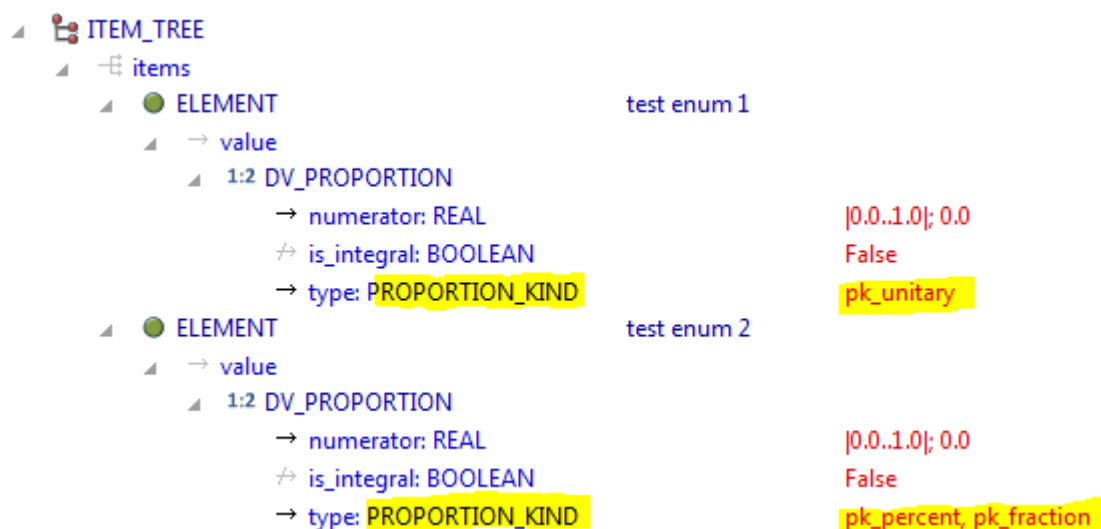 ITEM_TREE
items
ELEMENT test enum 1
→ value
1:2 DV_PROPORTION
→ numerator: REAL |0.0..1.0|; 0.0
is_integral: BOOLEAN False
→ type: PROPORTION_KIND pk_unitary
ELEMENT test enum 2
→ value
1:2 DV_PROPORTION
→ numerator: REAL |0.0..1.0|; 0.0
is_integral: BOOLEAN False
→ type: PROPORTION_KIND pk_percent, pk_fraction